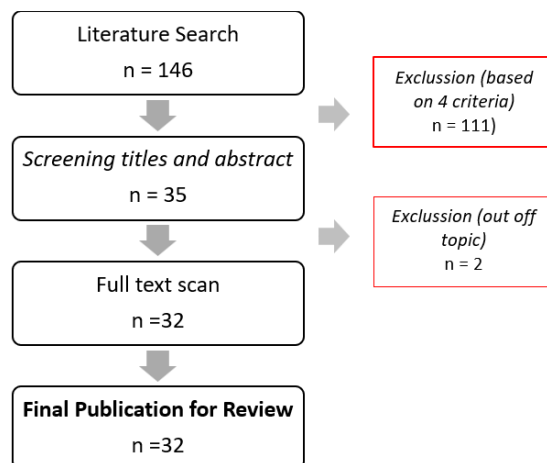 Literature Search
n = 146
Exclussion (based
on 4 criteria)
n = 111)
Screening titles and abstract
n = 35
Exclussion (out off
topic)
n = 2
Full text scan
n =32
Final Publication for Review
n =32